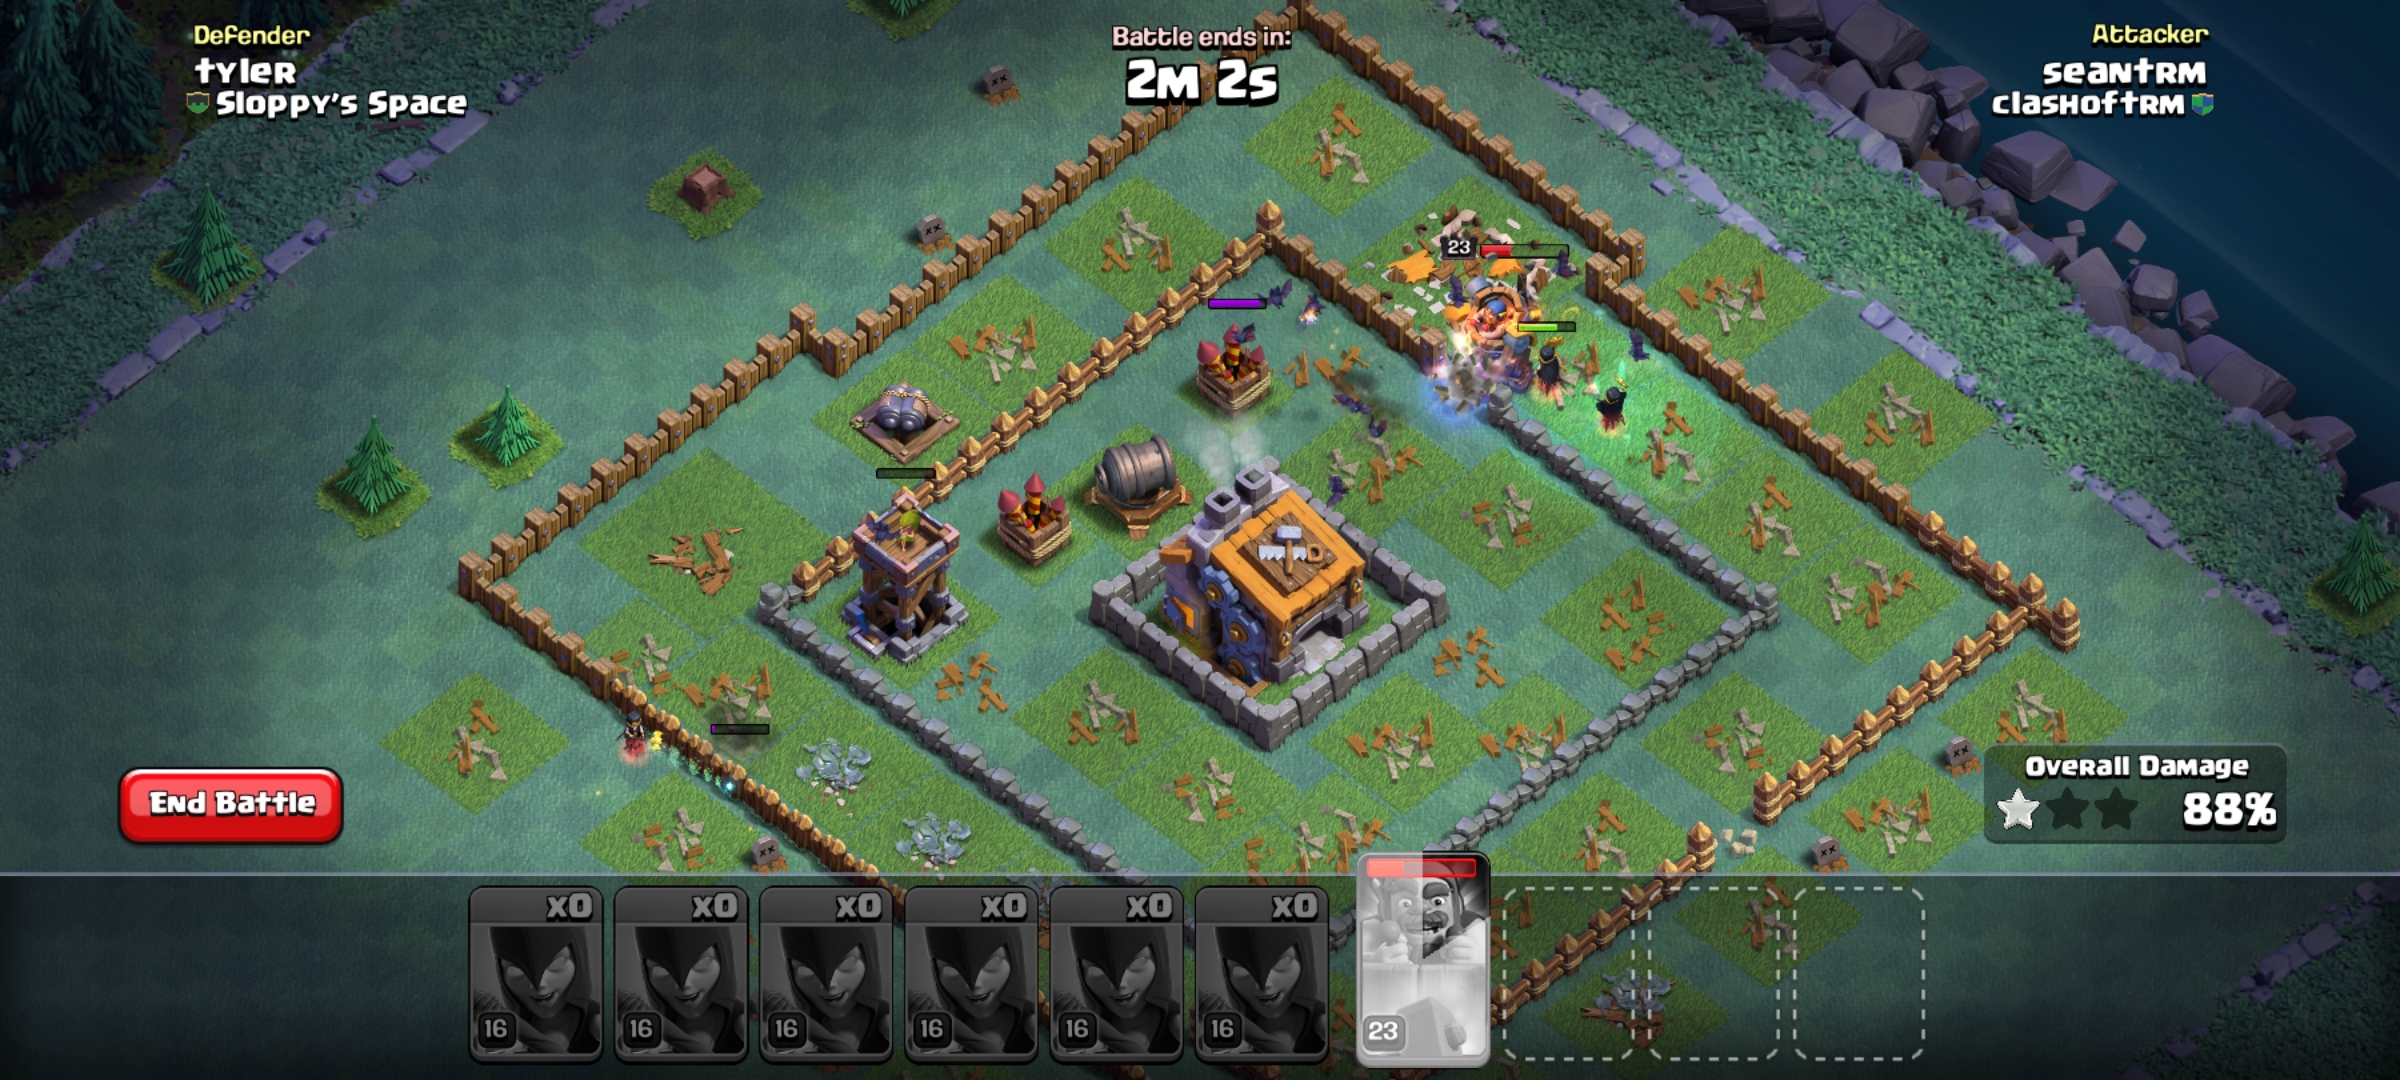 Defender
tyler
Sloppy's Space
Battle ends in:
2m 2s
Attacker
seantrm
clashoftrm
23
End Battle
Overall Damage
88%
x0 x0 x0 x0 x0 x0
16 16 16 16 16 16 23